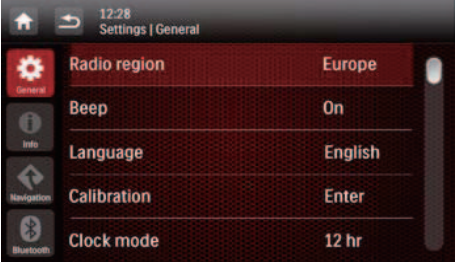 12:28
Settings | General
General
Info
Navigation
Bluetooth
Radio region Europe
Beep On
Language English
Calibration Enter
Clock mode 12 hr